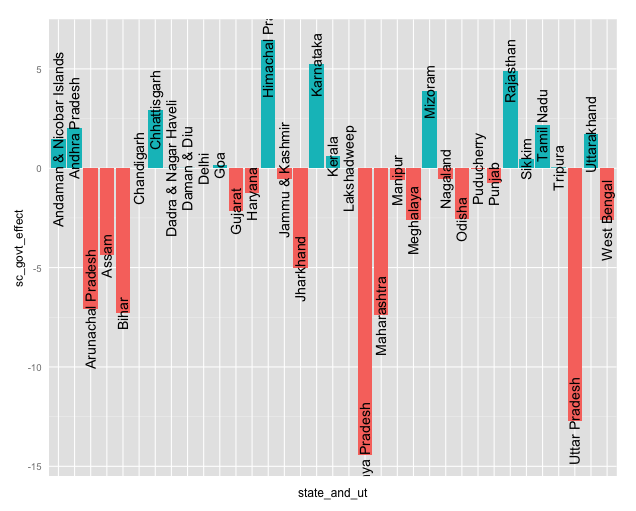 5
0
-5
-10
-15
sc_govt_effect
Andaman & Nicobar Islands
Andhra Pradesh
Arunachal Pradesh
Assam
Bihar
Chandigarh
Chhattisgarh
Dadra & Nagar Haveli
Daman & Diu
Delhi
Goa
Gujarat
Haryana
Himachal Pra
Jammu & Kashmir
Jharkhand
Karnataka
Kerala
Lakshadweep
ya Pradesh
Maharashtra
Manipur
Meghalaya
Mizoram
Nagaland
Odisha
Puducherry
Punjab
Rajasthan
Sikkim
Tamil Nadu
Tripura
Uttar Pradesh
Uttarakhand
West Bengal
state_and_ut